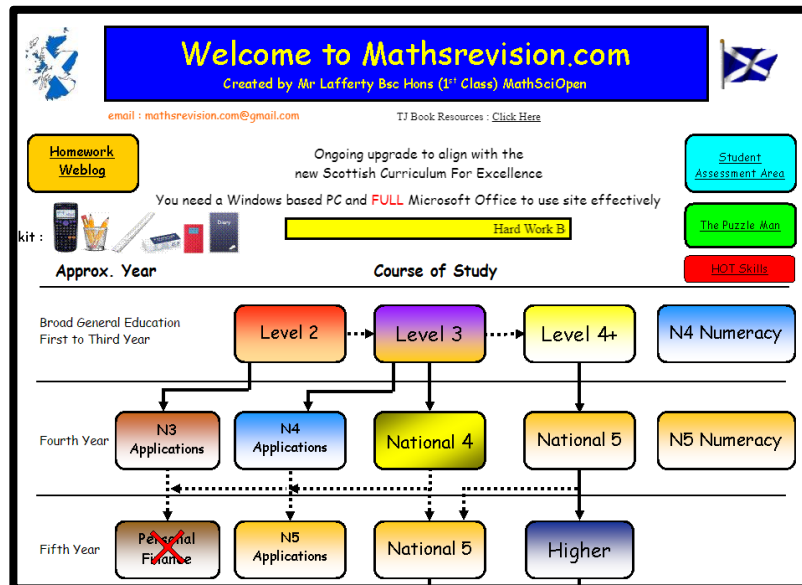 Welcome to Mathsrevision.com
Created by Mr Lafferty Bsc Hons (1st Class) MathSciOpen
email : mathsrevision.com@gmail.com
TJ Book Resources : Click Here
Homework
Weblog
Ongoing upgrade to align with the
new Scottish Curriculum For Excellence
Student
Assessment Area
You need a Windows based PC and FULL Microsoft Office to use site effectively
kit :
Diary
Hard Work B
The Puzzle Man
HOT Skills
Approx. Year
Course of Study
Broad General Education
First to Third Year
Level 2
Level 3
Level 4+
N4 Numeracy
Fourth Year
N3
Applications
N4
Applications
National 4
National 5
N5 Numeracy
Fifth Year
Personal
Finance
N5
Applications
National 5
Higher